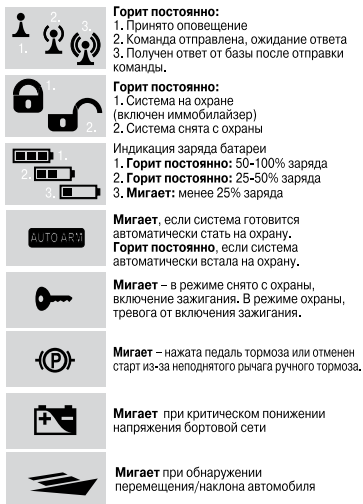 1. 2. 3.
Горит постоянно:
1. Принято оповещение
2. Команда отправлена, ожидание ответа
3. Получен ответ от базы после отправки
команды.
1. 2.
Горит постоянно:
1. Система на охране
(включен иммобилайзер)
2. Система снята с охраны
1.
2.
3.
Индикация заряда батареи
1. Горит постоянно: 50-100% заряда
2. Горит постоянно: 25-50% заряда
3. Мигает: менее 25% заряда
AUTO ARM
Мигает, если система готовится
автоматически стать на охрану.
Горит постоянно, если система
автоматически встала на охрану.
Мигает – в режиме снято с охраны,
включение зажигания. В режиме охраны,
тревога от включения зажигания.
(P)
Мигает – нажата педаль тормоза или отменен
старт из-за неподнятого рычага ручного тормоза.
Мигает при критическом понижении
напряжения бортовой сети
Мигает при обнаружении
перемещения/наклона автомобиля